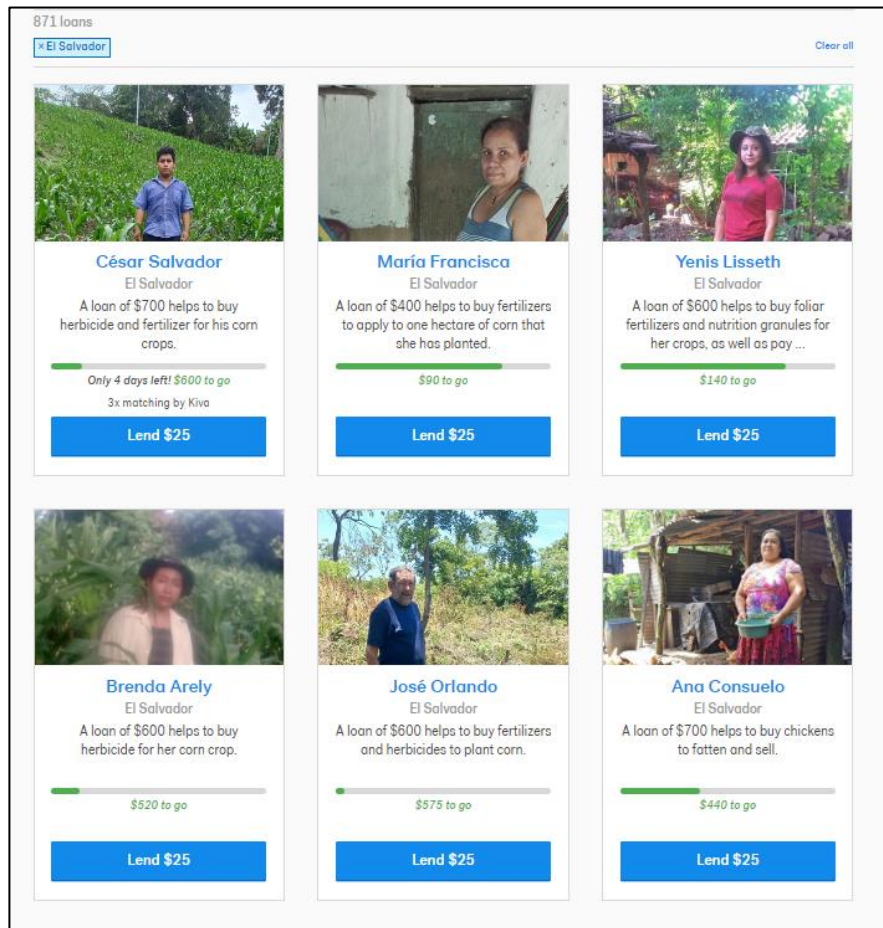 871 loans
×El Salvador
Clear all
César Salvador
El Salvador
A loan of $700 helps to buy
herbicide and fertilizer for his corn
crops.
Only 4 days left! $600 to go
3x matching by Kiva
Lend $25
María Francisca
El Salvador
A loan of $400 helps to buy fertilizers
to apply to one hectare of corn that
she has planted.
$90 to go
Lend $25
Yenis Lisseth
El Salvador
A loan of $600 helps to buy foliar
fertilizers and nutrition granules for
her crops, as well as pay ...
$140 to go
Lend $25
Brenda Arely
El Salvador
A loan of $600 helps to buy
herbicide for her corn crop.
$520 to go
Lend $25
José Orlando
El Salvador
A loan of $600 helps to buy fertilizers
and herbicides to plant corn.
$575 to go
Lend $25
Ana Consuelo
El Salvador
A loan of $700 helps to buy chickens
to fatten and sell.
$440 to go
Lend $25